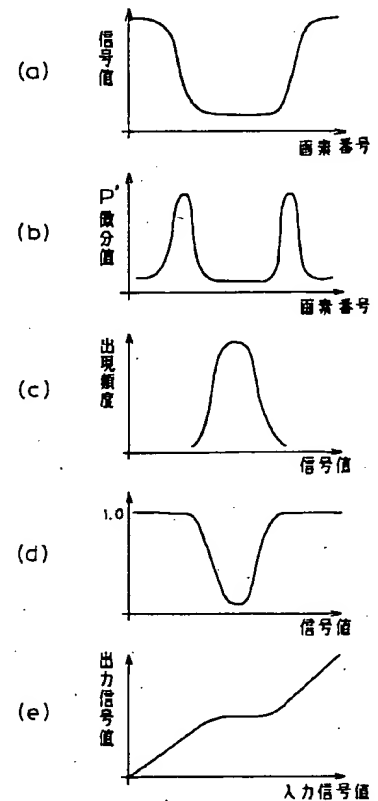 (a)
信号値
画素番号
(b)
P'
微分値
画素番号
(c)
出現頻度
信号値
(d)
1.0
信号値
(e)
出力信号値
入力信号値